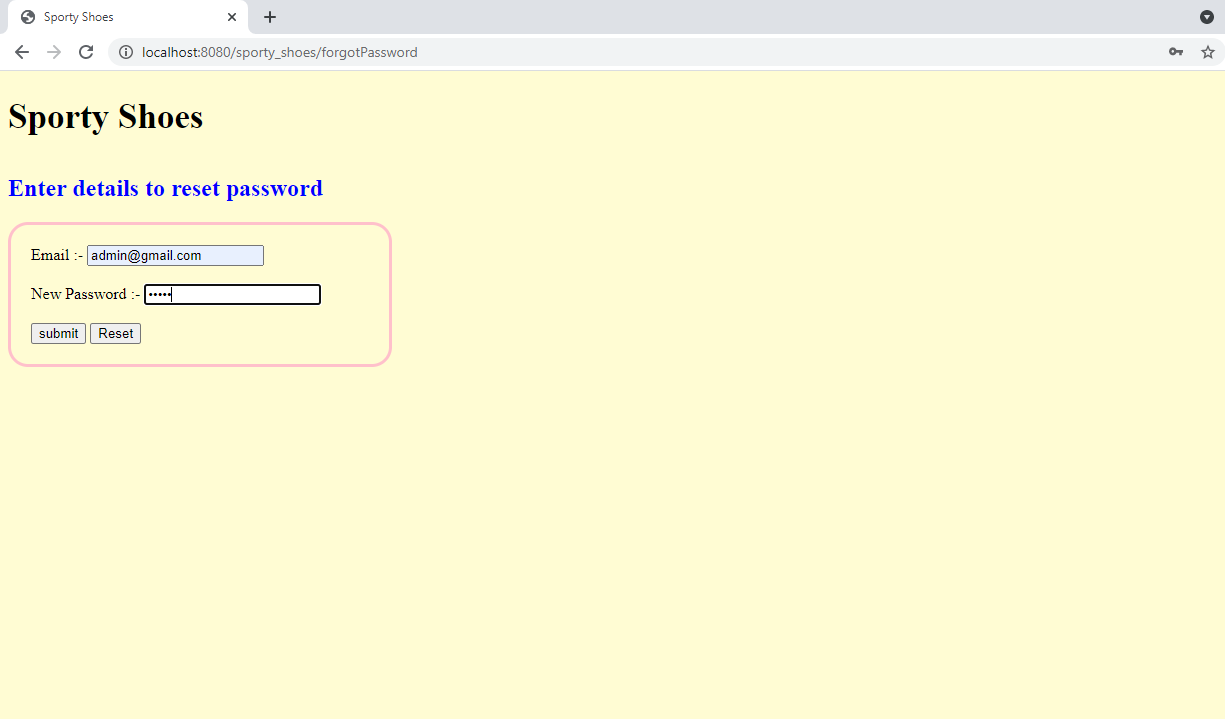 Sporty Shoes
localhost:8080/sporty_shoes/forgotPassword
Sporty Shoes
Enter details to reset password
Email :- admin@gmail.com
New Password :- •••••
submit Reset